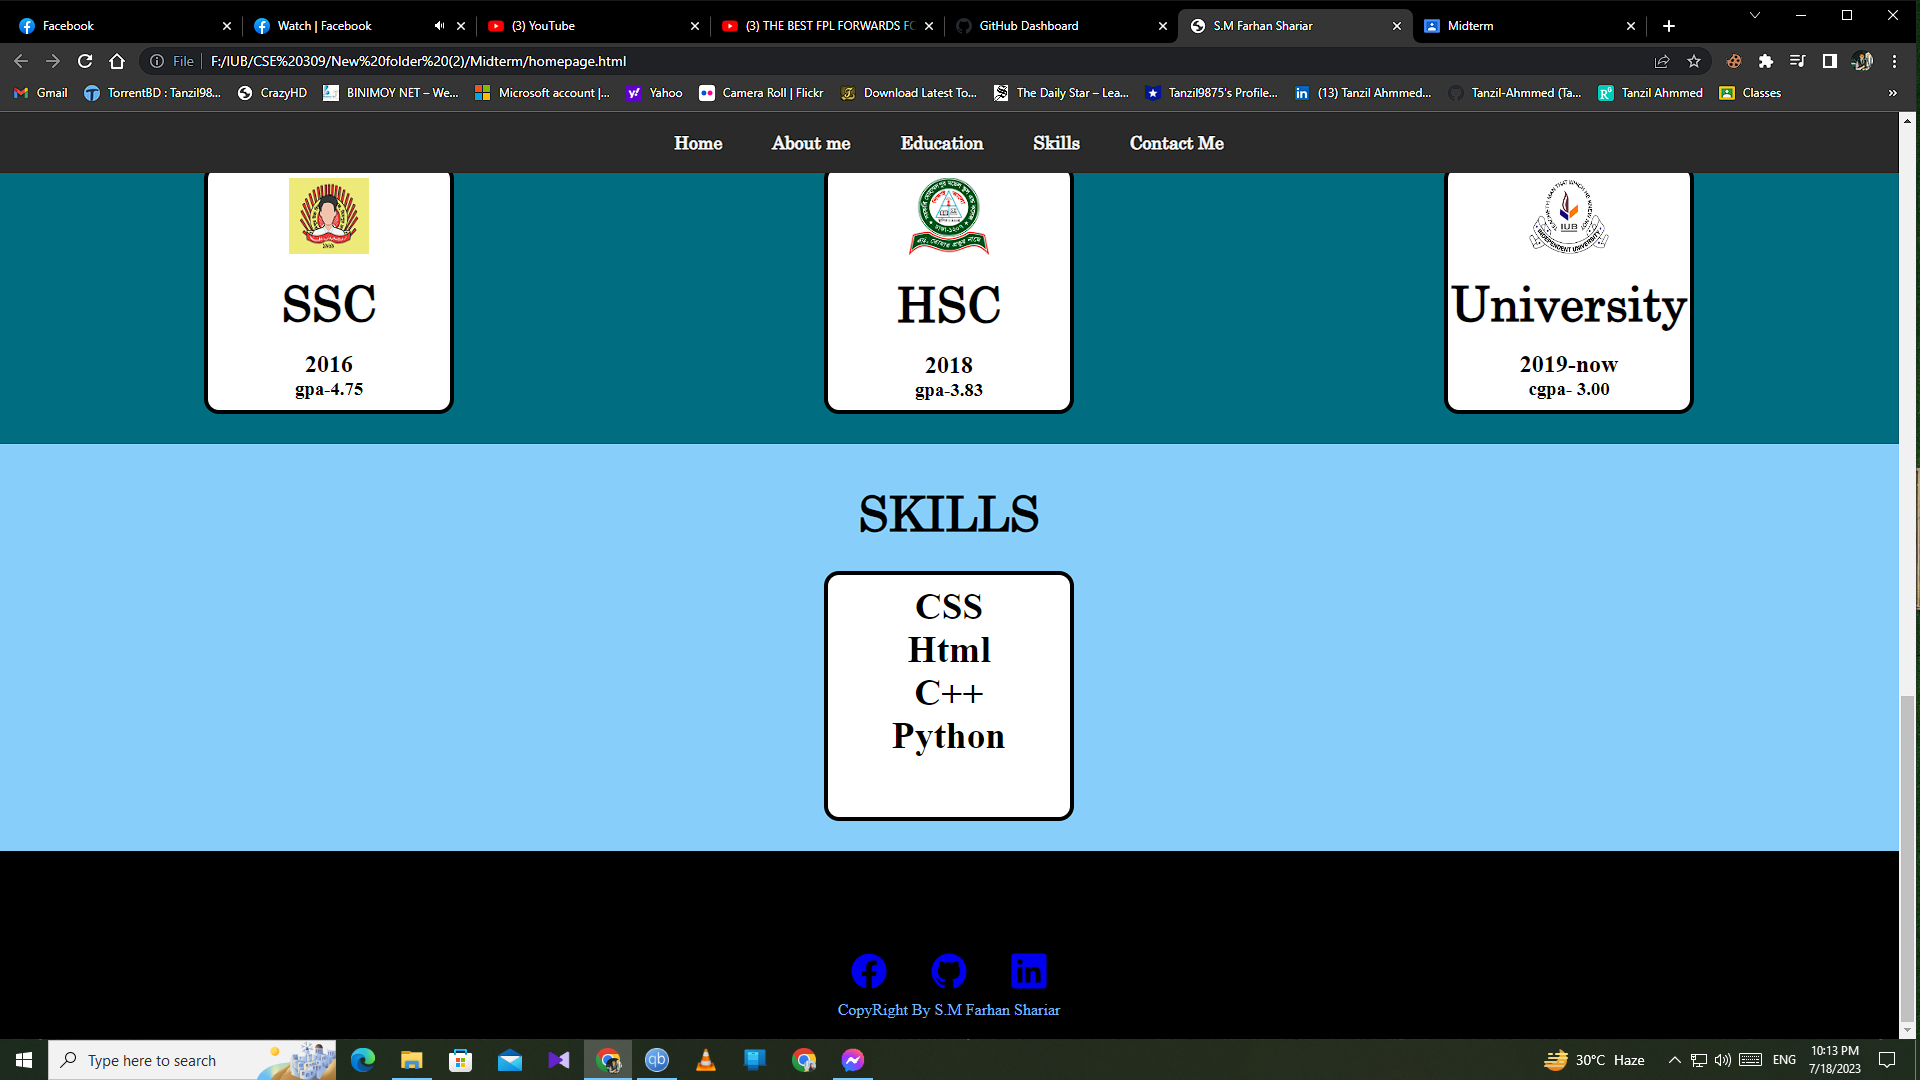 Facebook
Watch | Facebook
(3) YouTube
(3) THE BEST FPL FORWARDS FO
GitHub Dashboard
S.M Farhan Shariar
Midterm
File
F:/IUB/CSE%20309/New%20folder%20(2)/Midterm/homepage.html
Gmail
TorrentBD : Tanzil98...
CrazyHD
BINIMOY NET – We...
Microsoft account |...
Yahoo
Camera Roll | Flickr
Download Latest To...
The Daily Star – Lea...
Tanzil9875's Profile...
(13) Tanzil Ahmmed...
Tanzil-Ahmmed (Ta...
Tanzil Ahmmed
Classes
Home
About me
Education
Skills
Contact Me
SSC
2016
gpa-4.75
HSC
2018
gpa-3.83
IUB
INDEPENDENT UNIVERSITY
University
2019-now
cgpa- 3.00
SKILLS
CSS
Html
C++
Python
CopyRight By S.M Farhan Shariar
Type here to search
30°C Haze
ENG
10:13 PM
7/18/2023